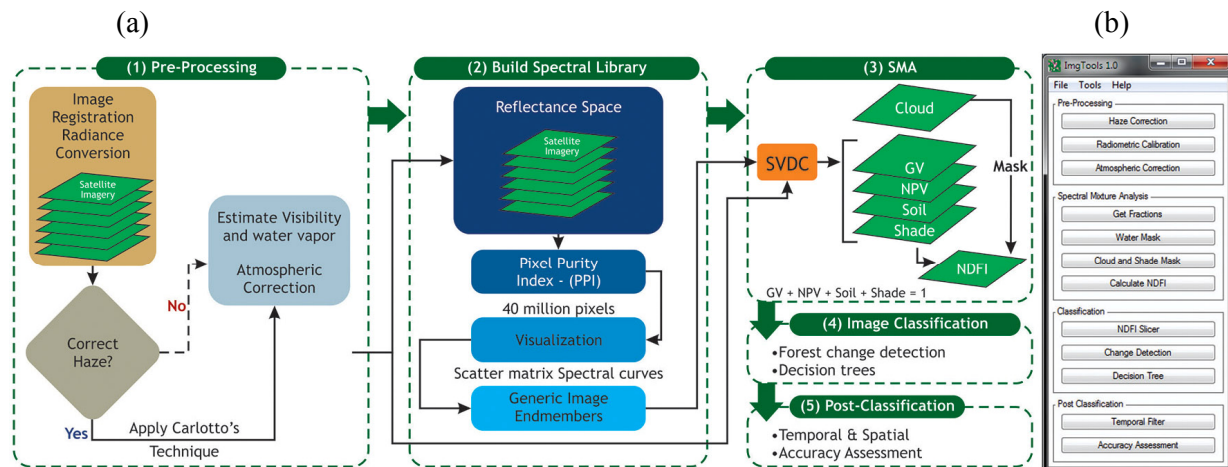 (a)
(b)
(1) Pre-Processing
Image
Registration
Radiance
Conversion
Satellite
Imagery
Correct
Haze?
No
Yes
Apply Carlotto's
Technique
Estimate Visibility
and water vapor
Atmospheric
Correction
(2) Build Spectral Library
Reflectance Space
Satellite
Imagery
Pixel Purity
Index - (PPI)
40 million pixels
Visualization
Scatter matrix Spectral curves
Generic Image
Endmembers
(3) SMA
Cloud
SVDC
GV
NPV
Soil
Shade
Mask
NDFI
GV + NPV + Soil + Shade = 1
(4) Image Classification
•Forest change detection
•Decision trees
(5) Post-Classification
•Temporal & Spatial
•Accuracy Assessment
ImgTools 1.0
File Tools Help
Pre-Processing
Haze Correction
Radiometric Calibration
Atmospheric Correction
Spectral Mixture Analysis
Get Fractions
Water Mask
Cloud and Shade Mask
Calculate NDFI
Classification
NDFI Slicer
Change Detection
Decision Tree
Post Classification
Temporal Filter
Accuracy Assessment